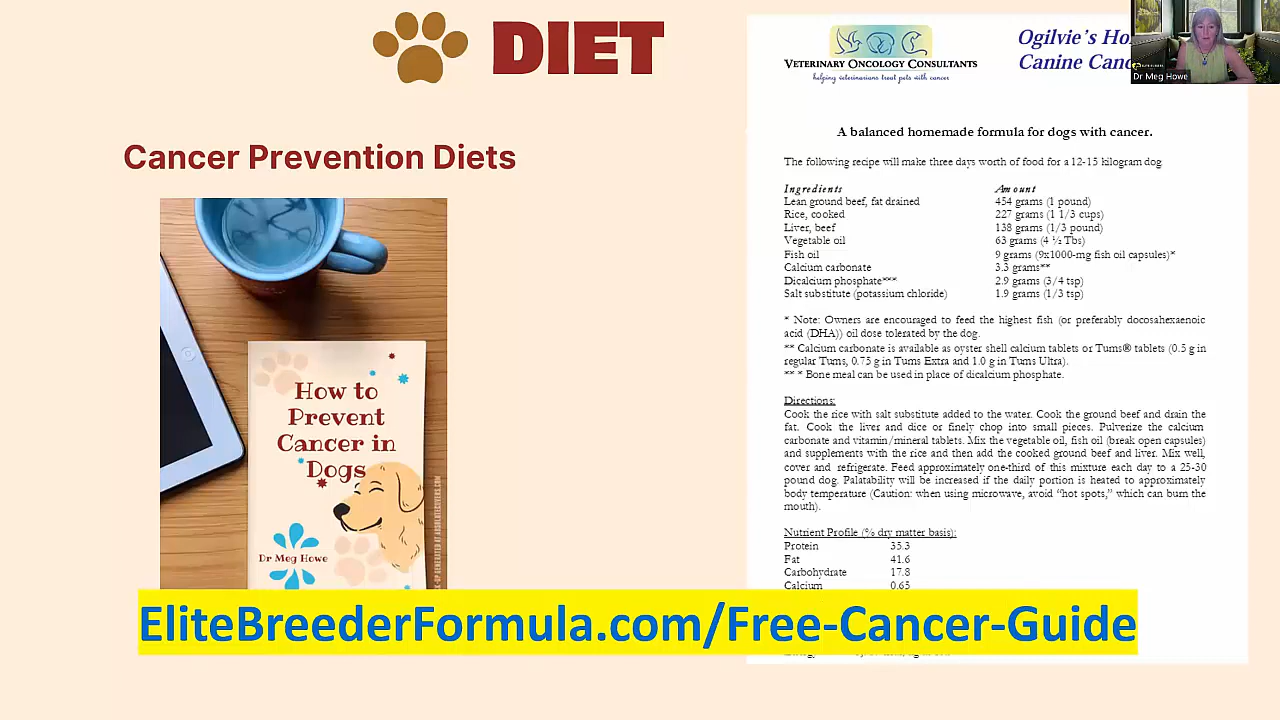 DIET
Cancer Prevention Diets
How to
Prevent
Cancer in
Dogs
Dr Meg Howe
VETERINARY ONCOLOGY CONSULTANTS
helping veterinarians treat pets with cancer
Ogilvie's
Canine
Dr Meg Howe
A balanced homemade formula for dogs with cancer.
The following recipe will make three days worth of food for a 12-15 kilogram dog.
Ingredients Amount
Lean ground beef, fat drained 454 grams (1 pound)
Rice, cooked 227 grams (1 1/3 cups)
Liver, beef 138 grams (1/3 pound)
Vegetable oil 63 grams (4 ½ Tbs)
Fish oil 9 grams (9x1000-mg fish oil capsules)*
Calcium carbonate 3.3 grams**
Dicalcium phosphate*** 2.9 grams (3/4 tsp)
Salt substitute (potassium chloride) 1.9 grams (1/3 tsp)
* Note: Owners are encouraged to feed the highest fish (or preferably docosahexaenoic
acid (DHA)) oil dose tolerated by the dog.
** Calcium carbonate is available as oyster shell calcium tablets or Tums® tablets (0.5 g in
regular Tums, 0.75 g in Tums Extra and 1.0 g in Tums Ultra).
** * Bone meal can be used in place of dicalcium phosphate.
Directions:
Cook the rice with salt substitute added to the water. Cook the ground beef and drain the
fat. Cook the liver and dice or finely chop into small pieces. Pulverize the calcium
carbonate and vitamin/mineral tablets. Mix the vegetable oil, fish oil (break open capsules)
and supplements with the rice and then add the cooked ground beef and liver. Mix well,
cover and refrigerate. Feed approximately one-third of this mixture each day to a 25-30
pound dog. Palatability will be increased if the daily portion is heated to approximately
body temperature (Caution: when using microwave, avoid "hot spots," which can burn the
mouth).
Nutrient Profile (% dry matter basis):
Protein 35.3
Fat 41.6
Carbohydrate 17.8
Calcium 0.65
EliteBreederFormula.com/Free-Cancer-Guide